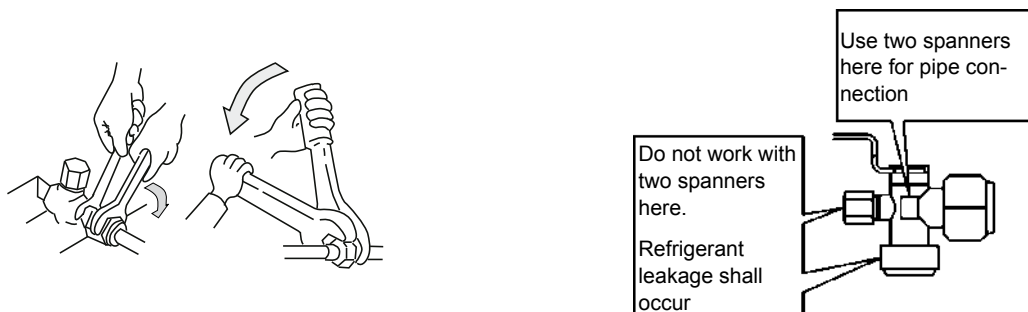 Use two spanners
here for pipe con-
nection
Do not work with
two spanners
here.
Refrigerant
leakage shall
occur